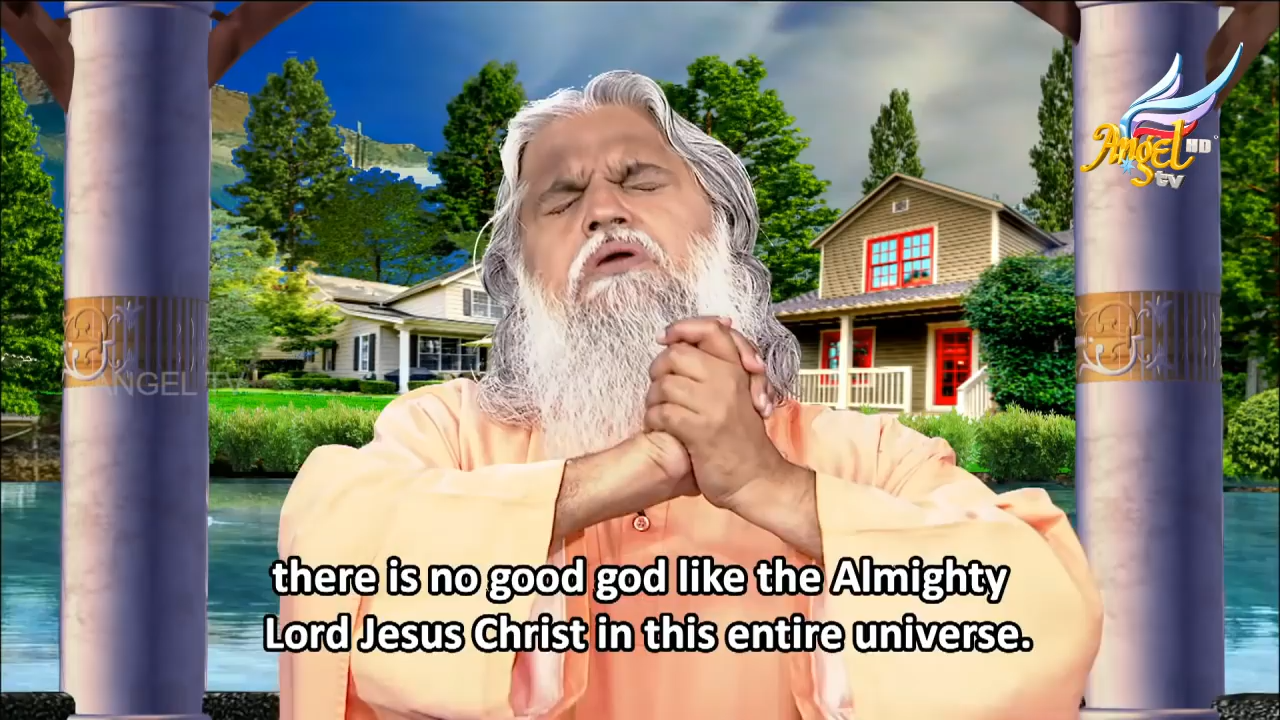 Angel HD
tv
ANGEL TV
there is no good god like the Almighty
Lord Jesus Christ in this entire universe.